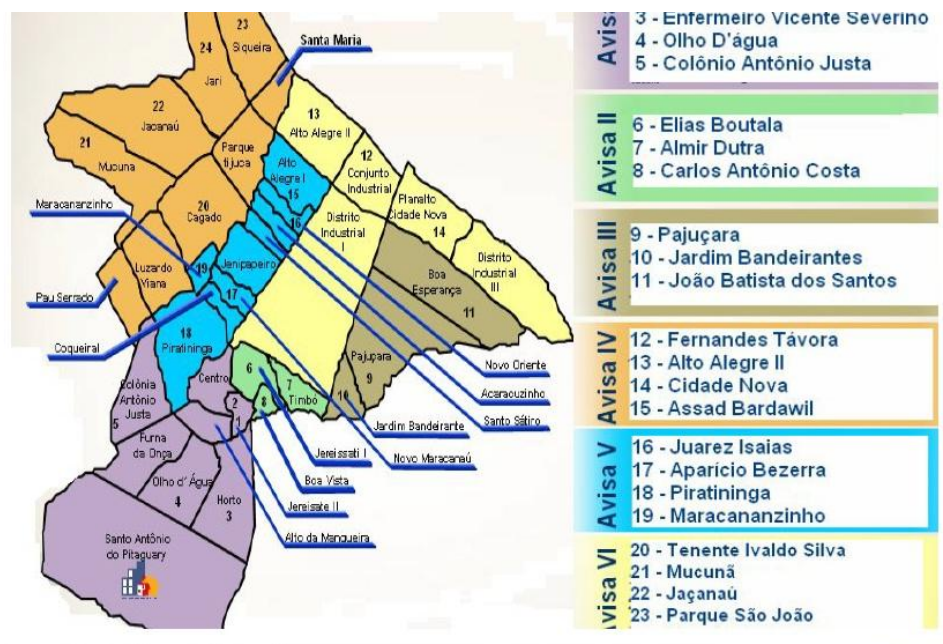 23
Siqueira
24
Jari
Santa Maria
22
Jacanaú
21
Mucuna
Parque
tijuca
13
Alto Alegre II
12
Conjunto
Industrial
Alto
Alegre I
15
Planalto
Cidade Nova
14
Maracananzinho
20
Cagado
16
Distrito
Industrial
I
Distrito
Industrial
III
Luzardo
Viana
19
Jenipapeiro
Boa
Esperança
11
Pau Serrado
17
Coqueiral
18
Piratininga
Pajuçara
9
Novo Oriente
Colônia
Antônio
Justa
5
Centro
6
7
Timbó
10
Acaraouzinho
2
8
1
Santo Sátiro
Jardim Bandeirante
Furna
da Onça
Jereissati I
Novo Maracanaú
Olho d' Água
4
Boa Vista
Horto
3
Jereisate II
Alto da Mangueira
Santo Antônio
do Pitaguary
Avisa
3 - Enfermeiro Vicente Severino
4 - Olho D'água
5 - Colônio Antônio Justa
Avisa II
6 - Elias Boutala
7 - Almir Dutra
8 - Carlos Antônio Costa
Avisa III
9 - Pajuçara
10 - Jardim Bandeirantes
11 - João Batista dos Santos
Avisa IV
12 - Fernandes Távora
13 - Alto Alegre II
14 - Cidade Nova
15 - Assad Bardawil
Avisa V
16 - Juarez Isaias
17 - Aparício Bezerra
18 - Piratininga
19 - Maracananzinho
Avisa VI
20 - Tenente Ivaldo Silva
21 - Mucunã
22 - Jaçanaú
23 - Parque São João